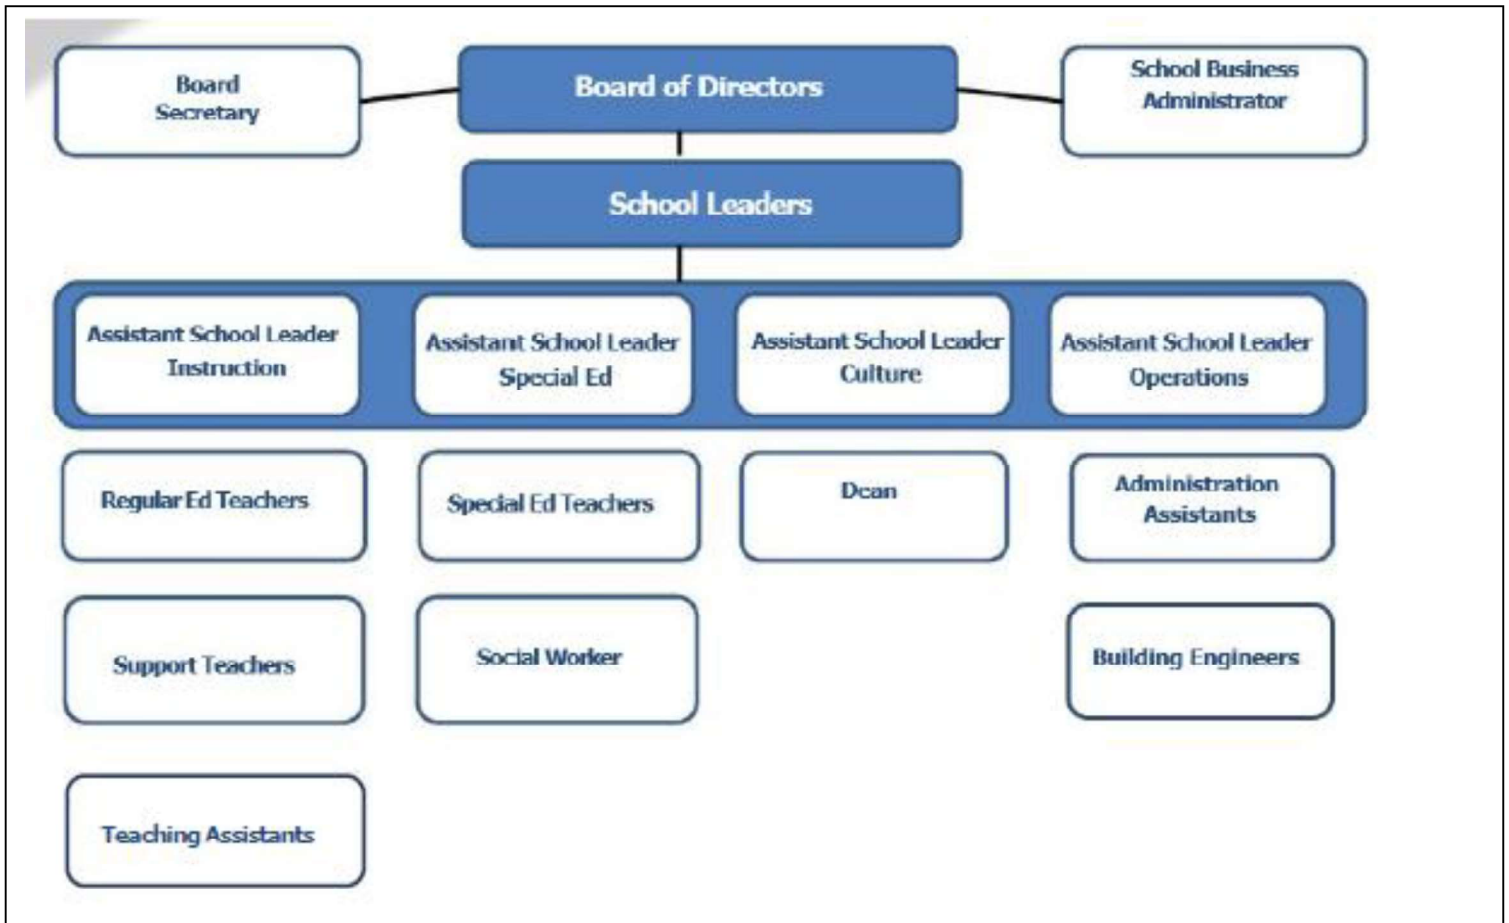 Board
Secretary
Board of Directors
School Business
Administrator
School Leaders
Assistant School Leader
Instruction
Assistant School Leader
Special Ed
Assistant School Leader
Culture
Assistant School Leader
Operations
Regular Ed Teachers
Special Ed Teachers
Dean
Administration
Assistants
Support Teachers
Social Worker
Building Engineers
Teaching Assistants